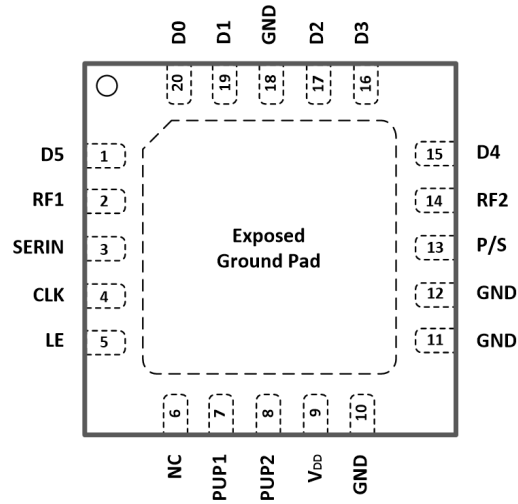 D0 D1 GND D2 D3
20 19 18 17 16
D5 1 15 D4
RF1 2 14 RF2
SERIN 3 13 P/S
Exposed
Ground Pad
CLK 4 12 GND
LE 5 11 GND
6 7 8 9 10
NC PUP1 PUP2 VDD GND